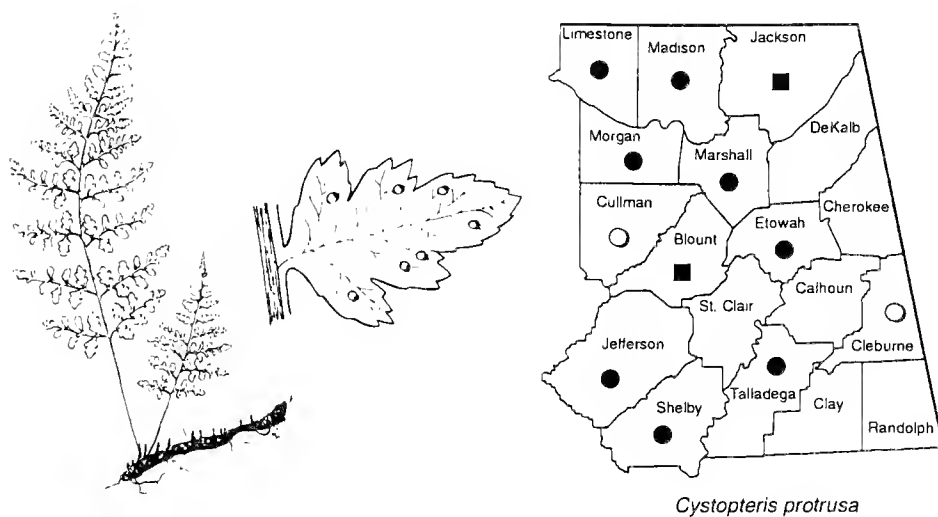 Limestone
Madison
Jackson
DeKalb
Morgan
Marshall
Cullman
Cherokee
Blount
Etowah
St. Clair
Calhoun
Jefferson
Cleburne
Talladega
Shelby
Clay
Randolph
Cystopteris protrusa